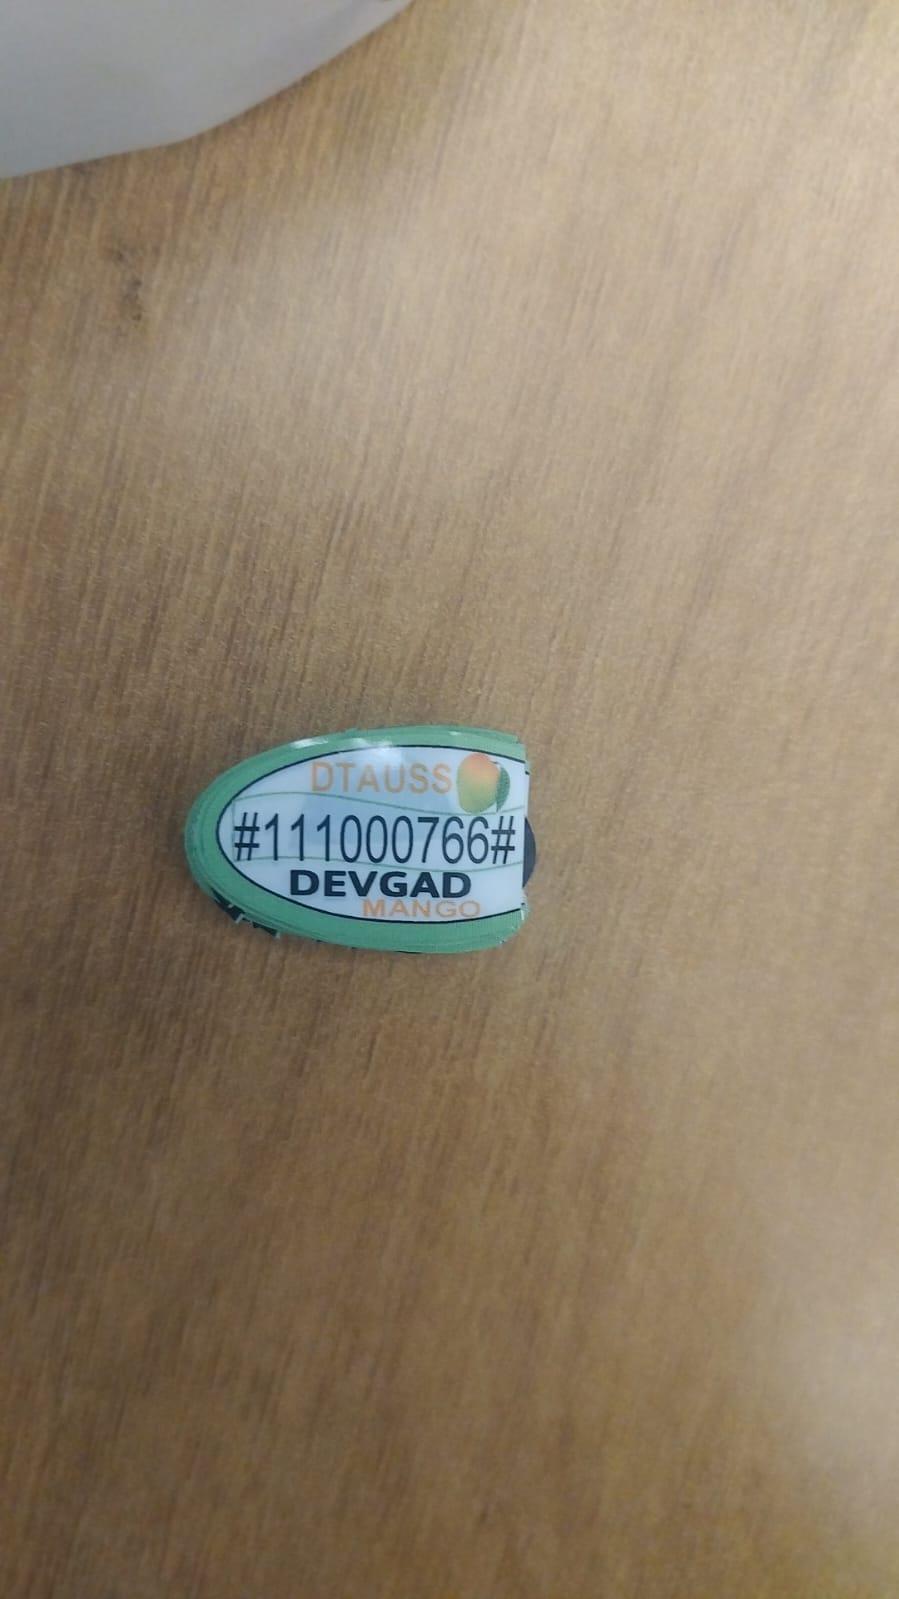 DTAUSS
#111000766#
DEVGAD
MANGO